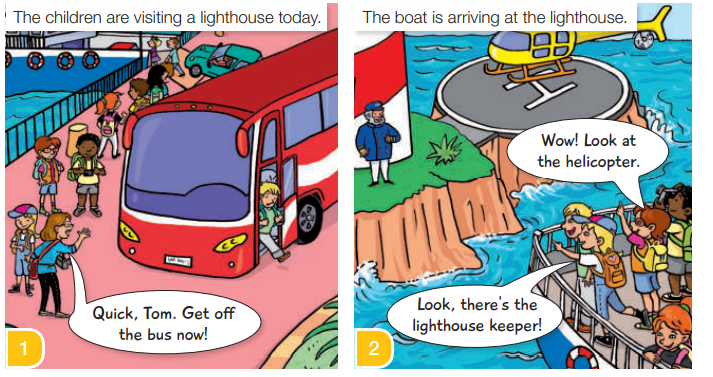 The children are visiting a lighthouse today.
Quick, Tom. Get off
the bus now!
1
The boat is arriving at the lighthouse.
Wow! Look at
the helicopter.
Look, there's the
lighthouse keeper!
2